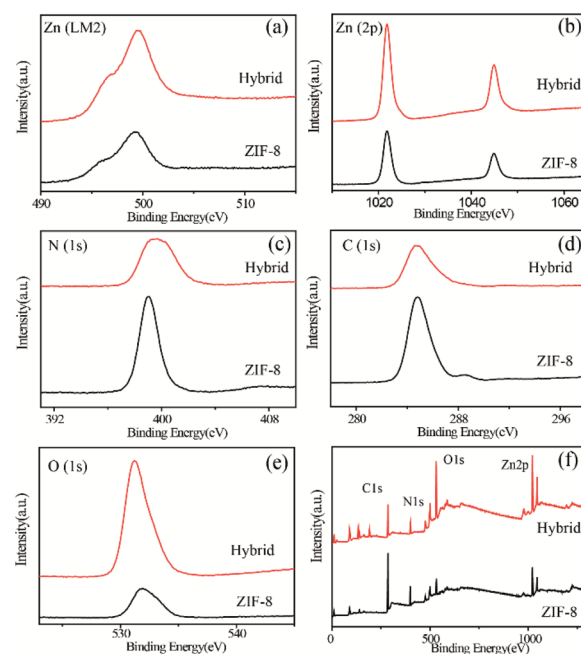 Zn (LM2)
(a)
Hybrid
ZIF-8
Intensity(a.u.)
490
500
510
Binding Energy(eV)
Zn (2p)
(b)
Hybrid
ZIF-8
Intensity(a.u.)
1020
1040
1060
Binding Energy(eV)
N (1s)
(c)
Hybrid
ZIF-8
Intensity(a.u.)
392
400
408
Binding Energy(eV)
C (1s)
(d)
Hybrid
ZIF-8
Intensity(a.u.)
280
288
296
Binding Energy(eV)
O (1s)
(e)
Hybrid
ZIF-8
Intensity(a.u.)
530
540
Binding Energy(eV)
(f)
O1s
Zn2p
C1s
N1s
Hybrid
ZIF-8
Intensity(a.u.)
0
500
1000
Binding Energy(eV)